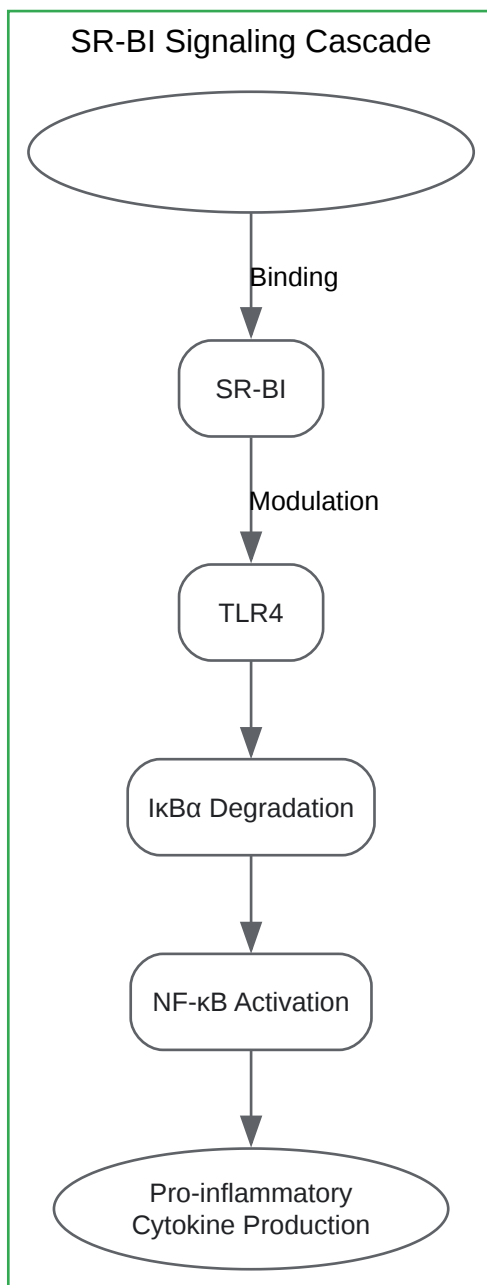 SR-BI Signaling Cascade
Binding
SR-BI
Modulation
TLR4
IκBα Degradation
NF-κB Activation
Pro-inflammatory
Cytokine Production